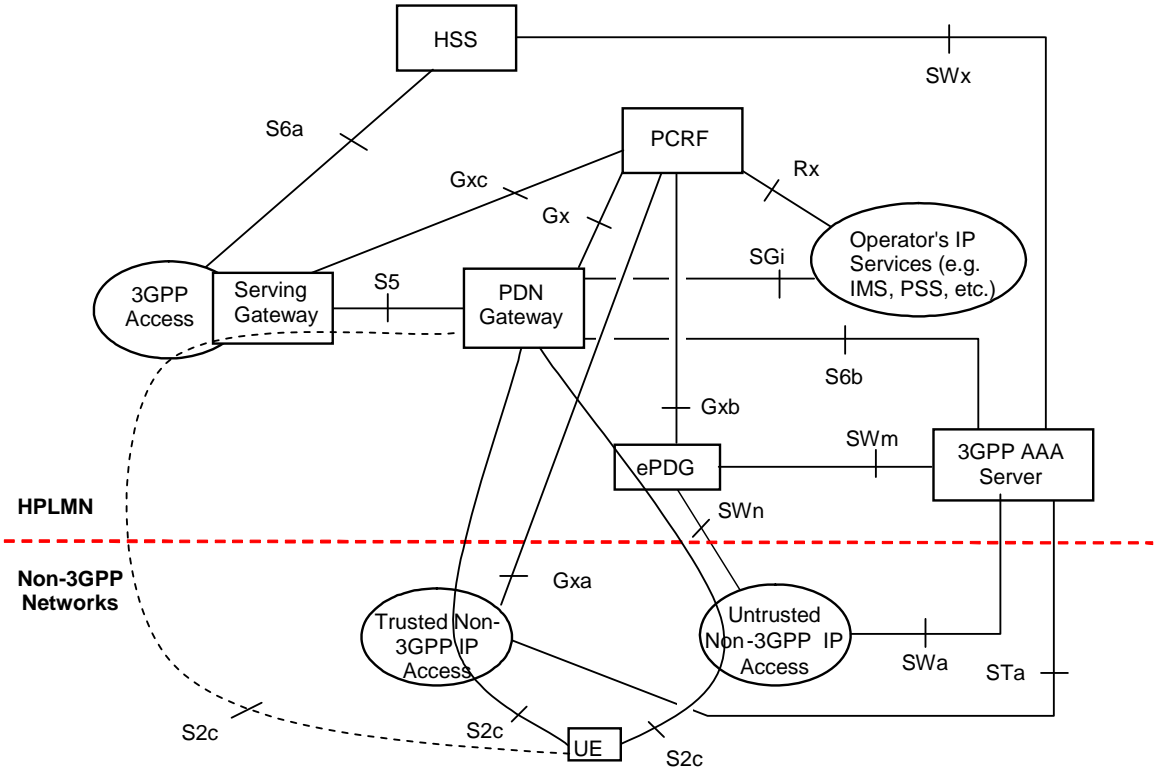 HSS
SWx
S6a
PCRF
Rx
Gxc
Gx
Operator's IP
Services (e.g.
IMS, PSS, etc.)
SGi
3GPP
Access
Serving
Gateway
S5
PDN
Gateway
S6b
Gxb
SWm
3GPP AAA
Server
ePDG
HPLMN
SWn
Non-3GPP
Networks
Gxa
Trusted Non-
3GPP IP
Access
Untrusted
Non-3GPP IP
Access
SWa
STa
S2c
S2c
UE
S2c